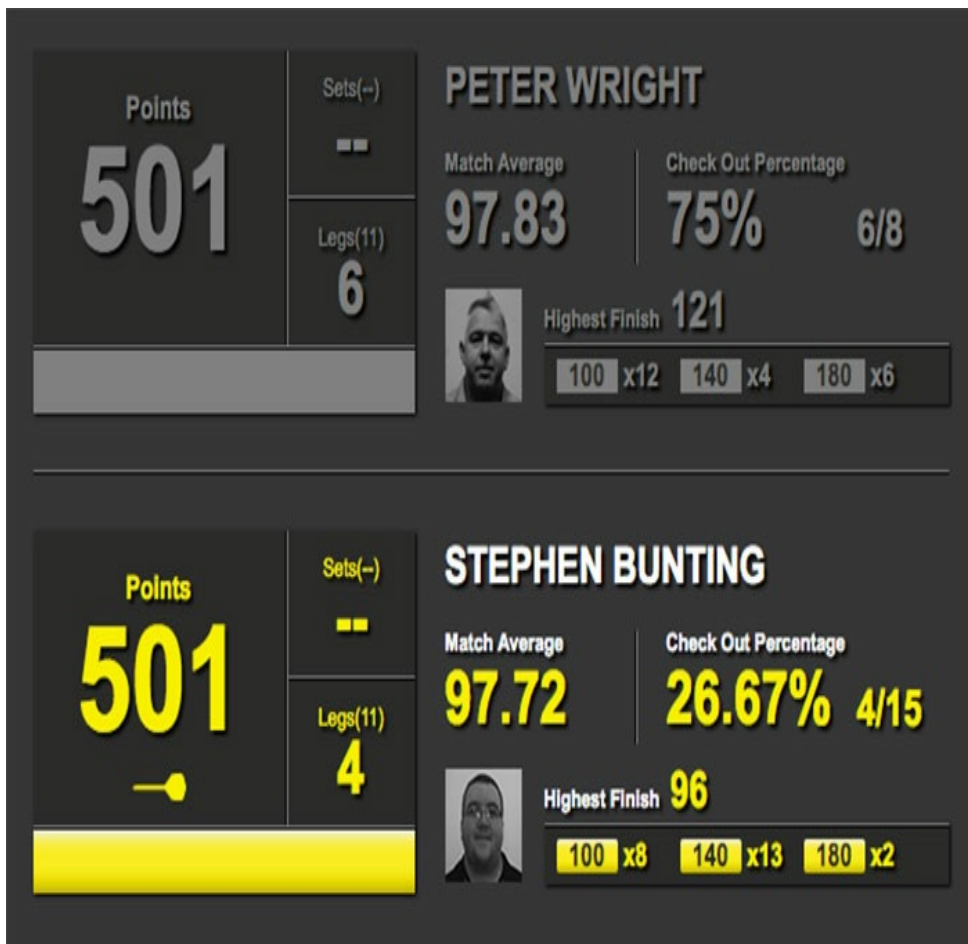 Points
501
Sets(--)
--
Legs(11)
6
PETER WRIGHT
Match Average
97.83
Check Out Percentage
75% 6/8
Highest Finish 121
100 x12 140 x4 180 x6
Points
501
Sets(--)
--
Legs(11)
4
STEPHEN BUNTING
Match Average
97.72
Check Out Percentage
26.67% 4/15
Highest Finish 96
100 x8 140 x13 180 x2